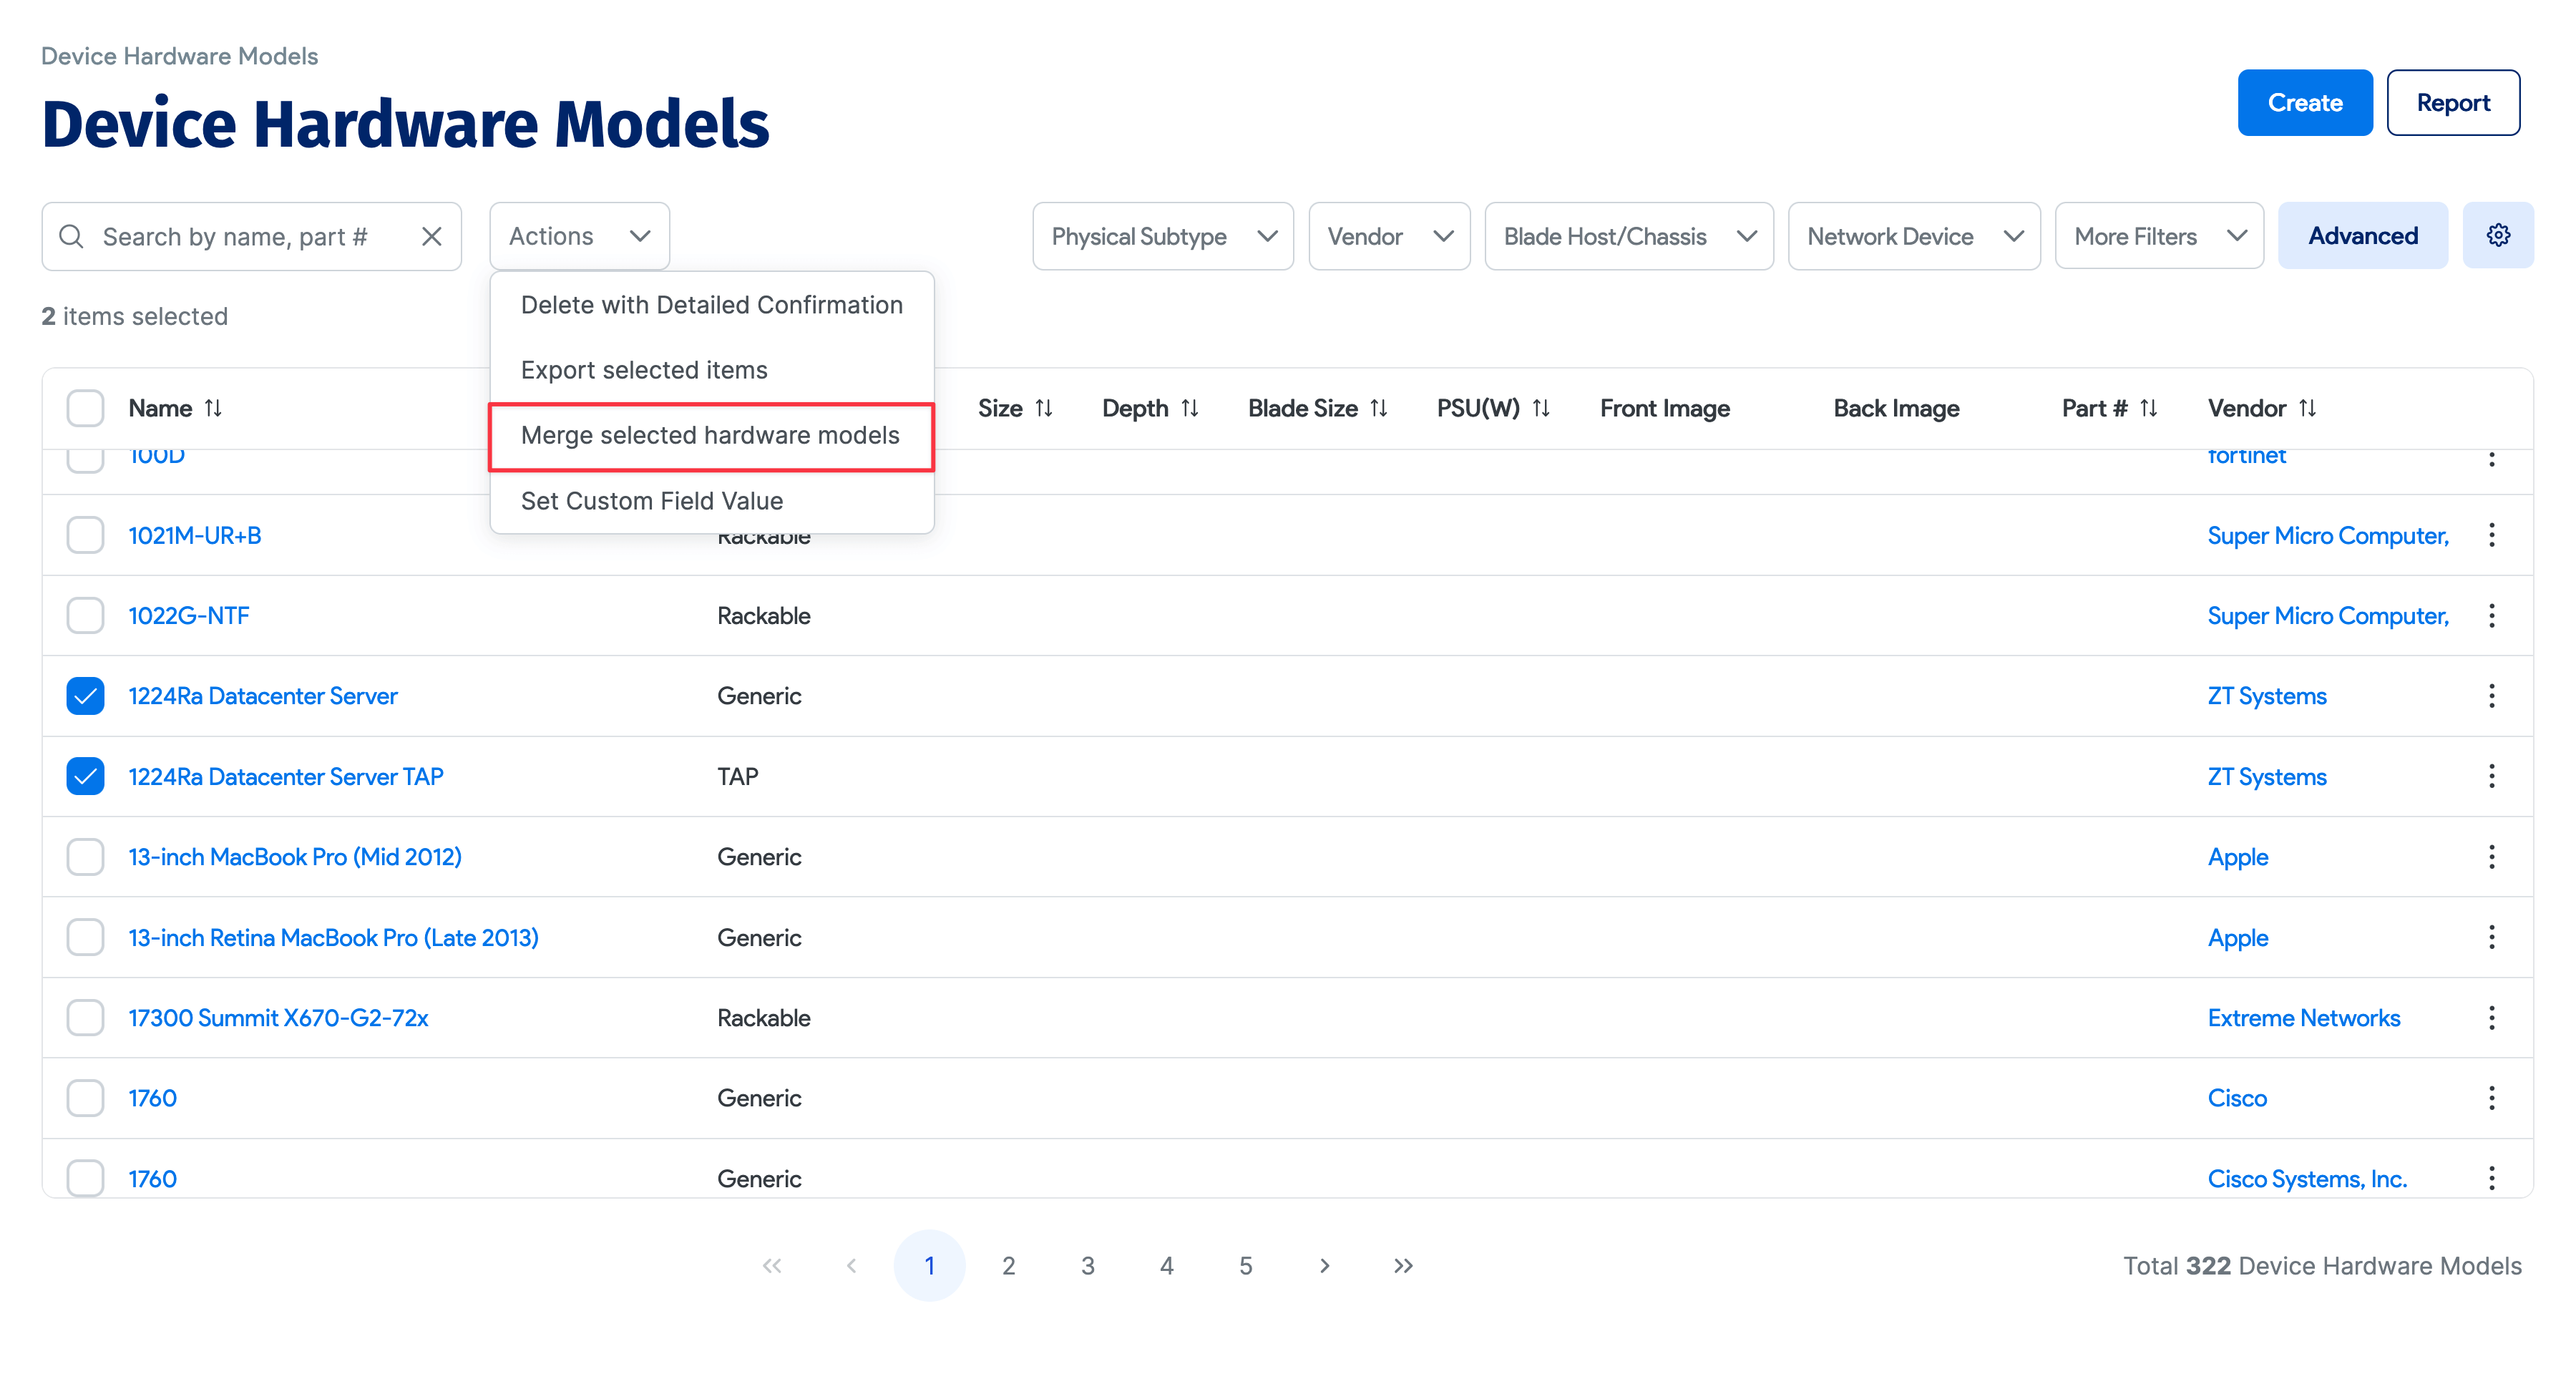 Device Hardware Models
Device Hardware Models
Create
Report
Search by name, part #
Actions
Physical Subtype
Vendor
Blade Host/Chassis
Network Device
More Filters
Advanced
2 items selected
Delete with Detailed Confirmation
Export selected items
Merge selected hardware models
Set Custom Field Value
Name Size Depth Blade Size PSU(W) Front Image Back Image Part # Vendor
100D fortinet
1021M-UR+B Rackable Super Micro Computer,
1022G-NTF Rackable Super Micro Computer,
1224Ra Datacenter Server Generic ZT Systems
1224Ra Datacenter Server TAP TAP ZT Systems
13-inch MacBook Pro (Mid 2012) Generic Apple
13-inch Retina MacBook Pro (Late 2013) Generic Apple
17300 Summit X670-G2-72x Rackable Extreme Networks
1760 Generic Cisco
1760 Generic Cisco Systems, Inc.
1 2 3 4 5
Total 322 Device Hardware Models